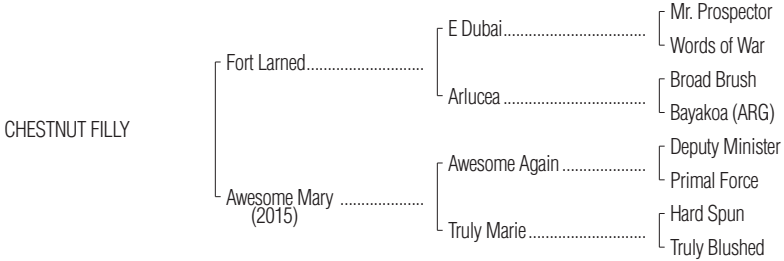 Mr. Prospector
E Dubai
Words of War
Fort Larned
Broad Brush
Arlucea
Bayakoa (ARG)
CHESTNUT FILLY
Deputy Minister
Awesome Again
Primal Force
Awesome Mary
(2015)
Hard Spun
Truly Marie
Truly Blushed